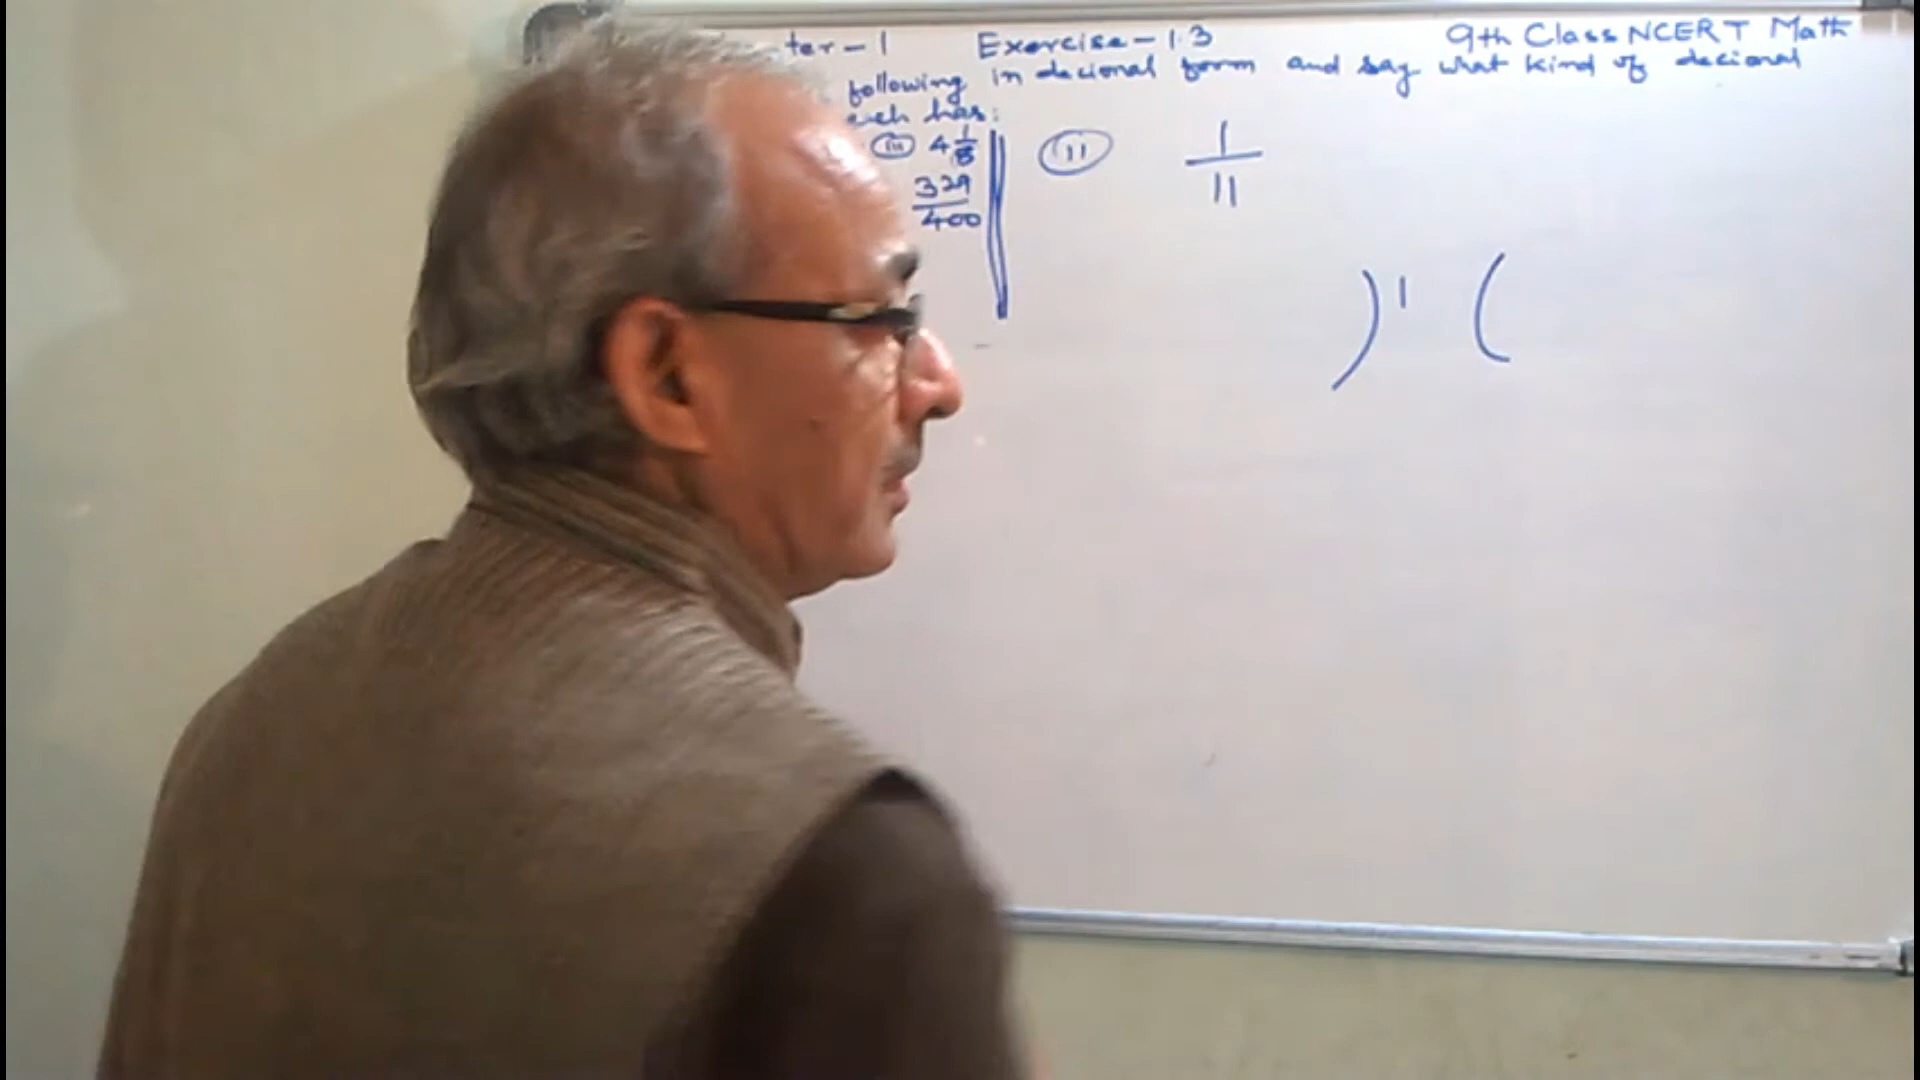 ter-1 Exercise-1.3 9th Class NCERT Math
following in decimal form and say what kind of decimal
each has:
(iii) 4 1/8
329/400
(ii) 1/11
) 1 (